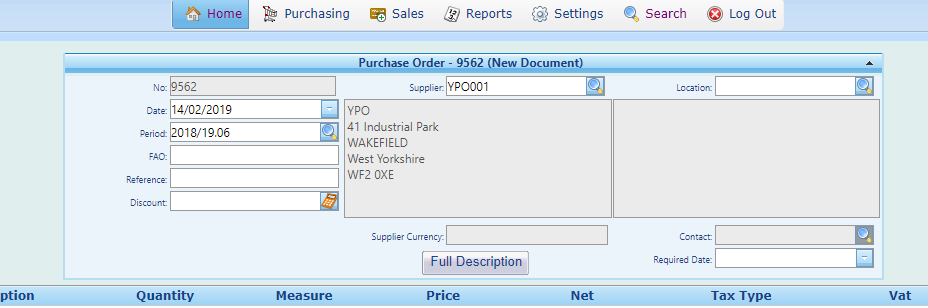 Home Purchasing Sales Reports Settings Search Log Out
Purchase Order - 9562 (New Document)
No: 9562
Date: 14/02/2019
Period: 2018/19.06
FAO:
Reference:
Discount:
Supplier: YPO001
YPO
41 Industrial Park
WAKEFIELD
West Yorkshire
WF2 0XE
Supplier Currency:
Full Description
Location:
Contact:
Required Date:
ption Quantity Measure Price Net Tax Type Vat